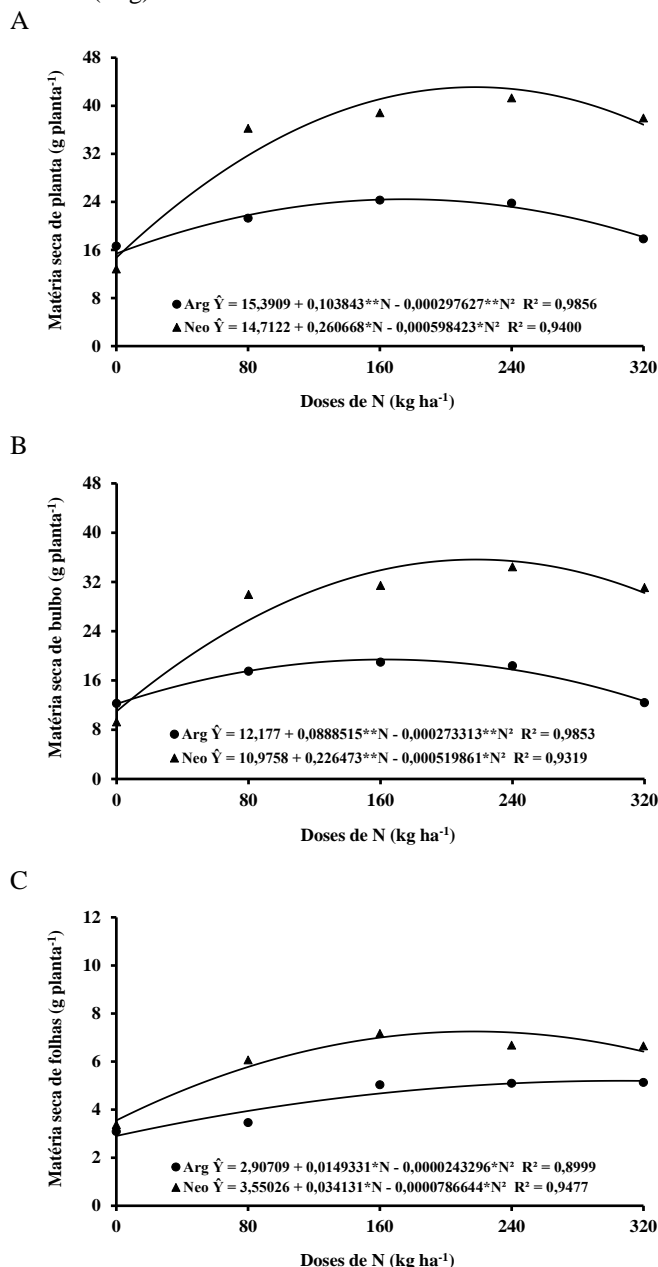 A
Matéria seca de planta (g planta⁻¹)
48
40
32
24
16
8
0
● Arg Ŷ = 15,3909 + 0,103843**N - 0,000297627**N² R² = 0,9856
▲ Neo Ŷ = 14,7122 + 0,260668*N - 0,000598423*N² R² = 0,9400
0 80 160 240 320
Doses de N (kg ha⁻¹)
B
Matéria seca de bulbo (g planta⁻¹)
48
40
32
24
16
8
0
● Arg Ŷ = 12,177 + 0,0888515**N - 0,000273313**N² R² = 0,9853
▲ Neo Ŷ = 10,9758 + 0,226473**N - 0,000519861*N² R² = 0,9319
0 80 160 240 320
Doses de N (kg ha⁻¹)
C
Matéria seca de folhas (g planta⁻¹)
12
10
8
6
4
2
0
● Arg Ŷ = 2,90709 + 0,0149331*N - 0,0000243296*N² R² = 0,8999
▲ Neo Ŷ = 3,55026 + 0,034131*N - 0,0000786644*N² R² = 0,9477
0 80 160 240 320
Doses de N (kg ha⁻¹)